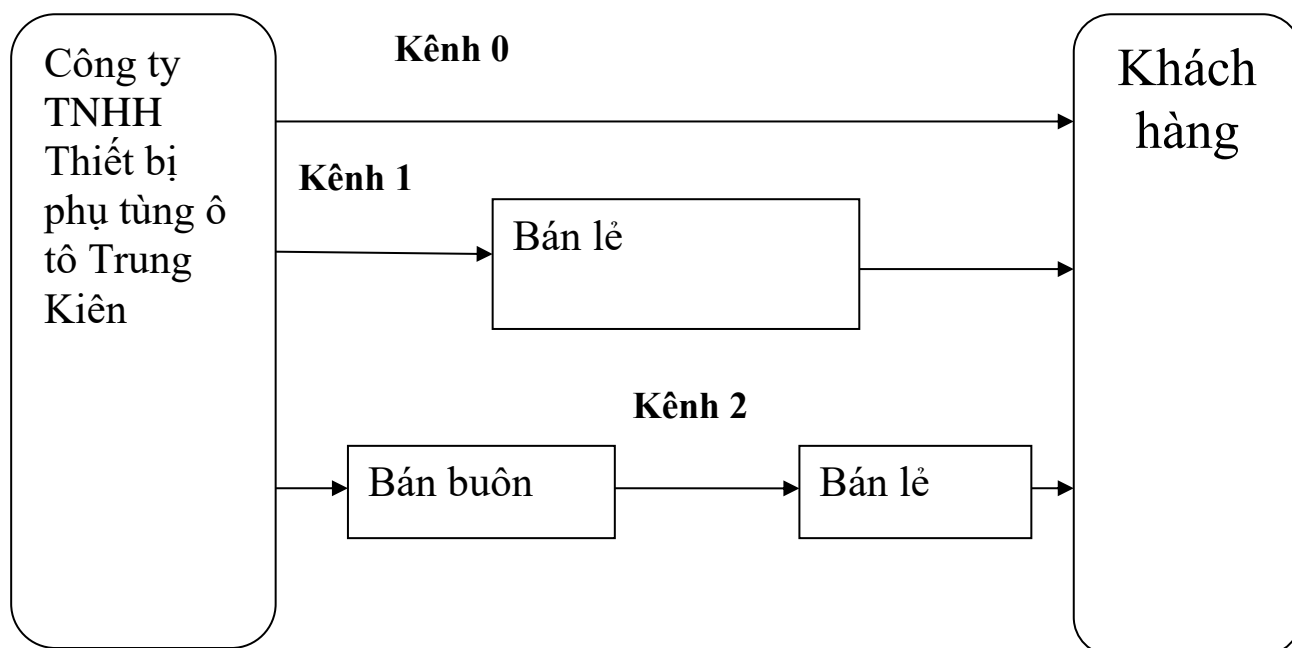 Công ty
TNHH
Thiết bị
phụ tùng ô
tô Trung
Kiên
Kênh 0
Khách
hàng
Kênh 1
Bán lẻ
Kênh 2
Bán buôn
Bán lẻ